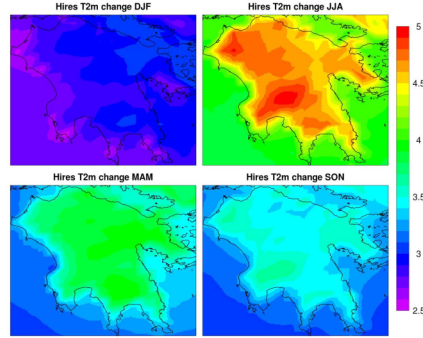 Hires T2m change DJF
Hires T2m change JJA
Hires T2m change MAM
Hires T2m change SON
5
4.5
4
3.5
3
2.5